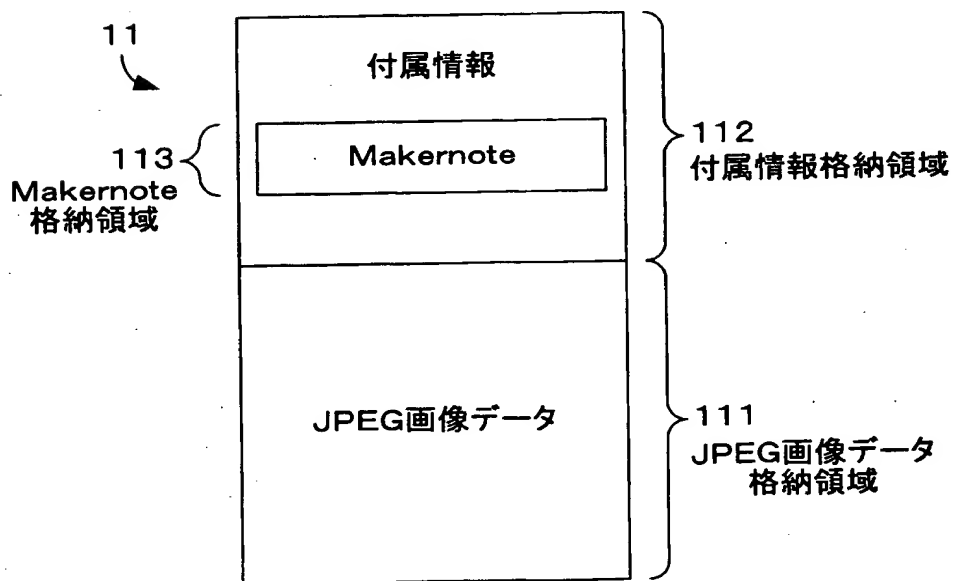 11
付属情報
113
Makernote
格納領域
Makernote
112
付属情報格納領域
JPEG画像データ
111
JPEG画像データ
格納領域